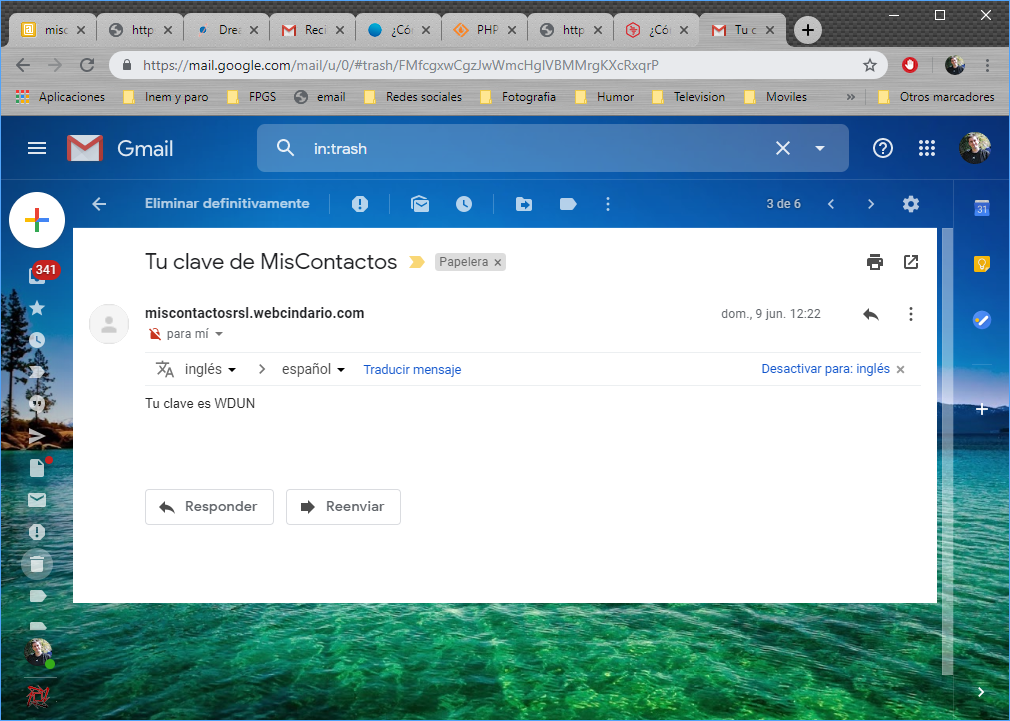 misc http Drea Reci ¿Có PHP http ¿Có Tu c
https://mail.google.com/mail/u/0/#trash/FMfcgxwCgzJwWmcHglVBMMrgKXcRxqrP
Aplicaciones Inem y paro FPGS email Redes sociales Fotografia Humor Television Moviles » Otros marcadores
Gmail in:trash
Eliminar definitivamente 3 de 6
31
341
Tu clave de MisContactos Papelera x
miscontactosrsl.webcindario.com dom., 9 jun. 12:22
para mí
inglés > español Traducir mensaje Desactivar para: inglés x
Tu clave es WDUN
Responder Reenviar